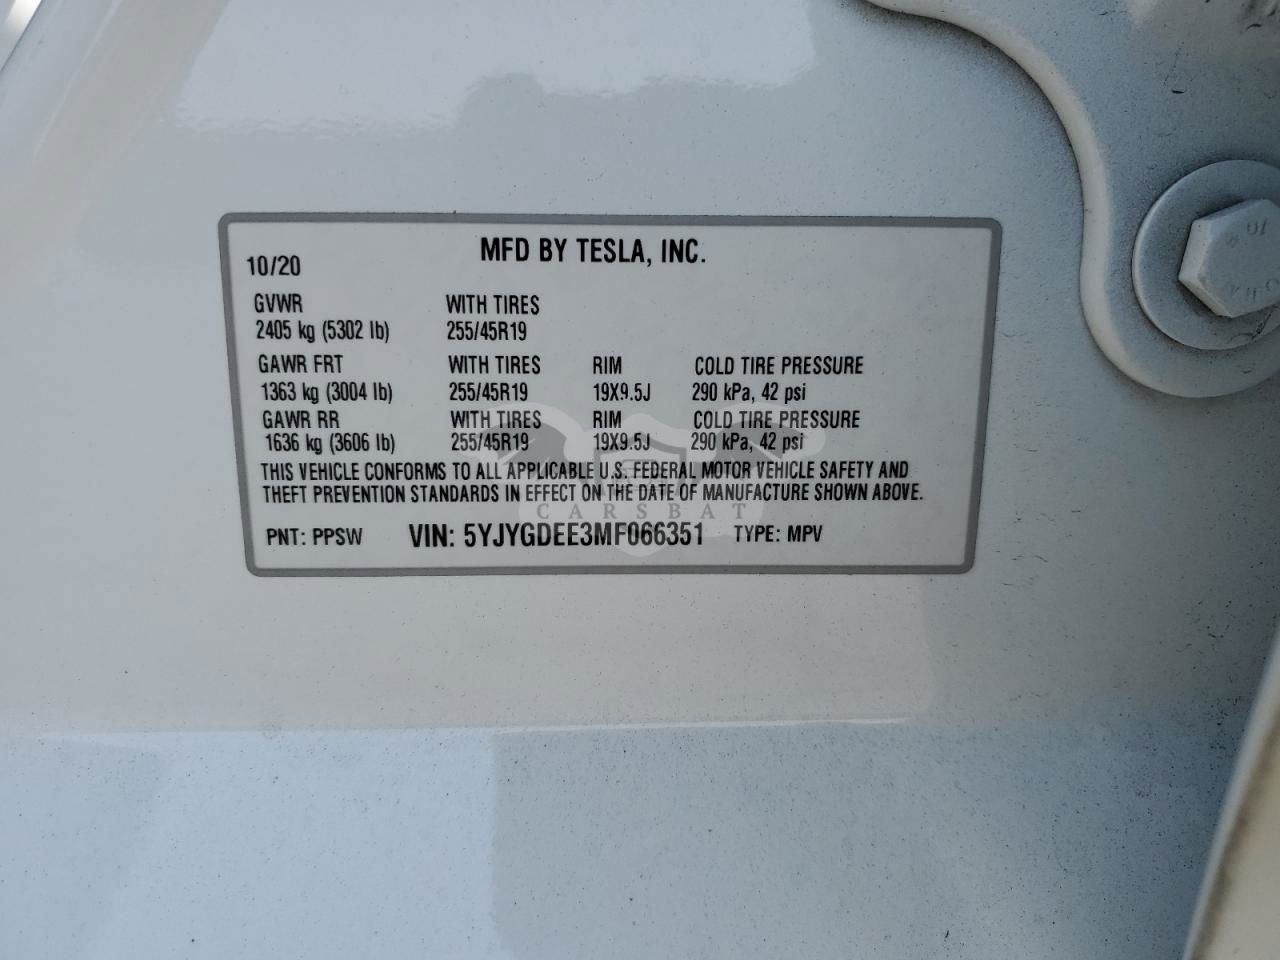 MFD BY TESLA, INC.
10/20
GVWR WITH TIRES
2405 kg (5302 lb) 255/45R19
GAWR FRT WITH TIRES RIM COLD TIRE PRESSURE
1363 kg (3004 lb) 255/45R19 19X9.5J 290 kPa, 42 psi
GAWR RR WITH TIRES RIM COLD TIRE PRESSURE
1636 kg (3606 lb) 255/45R19 19X9.5J 290 kPa, 42 psi
THIS VEHICLE CONFORMS TO ALL APPLICABLE U.S. FEDERAL MOTOR VEHICLE SAFETY AND
THEFT PREVENTION STANDARDS IN EFFECT ON THE DATE OF MANUFACTURE SHOWN ABOVE.
CARSBAT
PNT: PPSW VIN: 5YJYGDEE3MF066351 TYPE: MPV
10